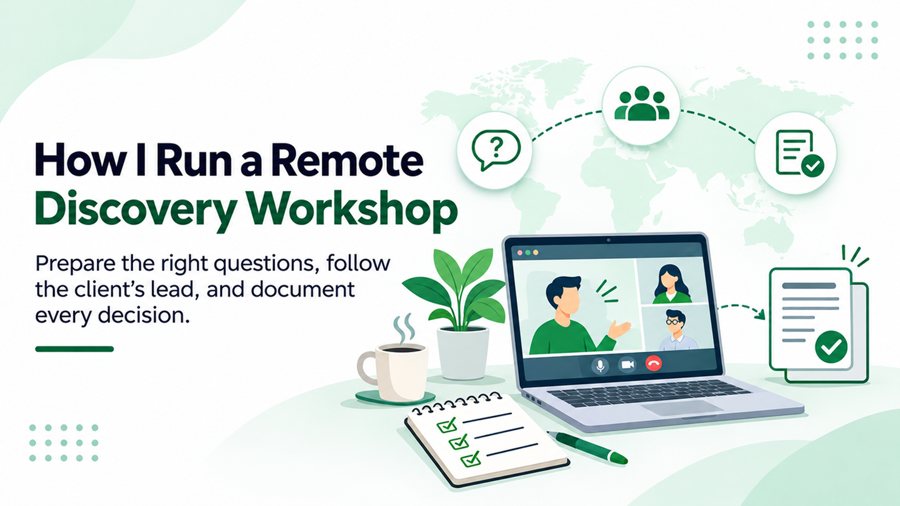 How I Run a Remote
Discovery Workshop
Prepare the right questions, follow
the client's lead, and document
every decision.
?